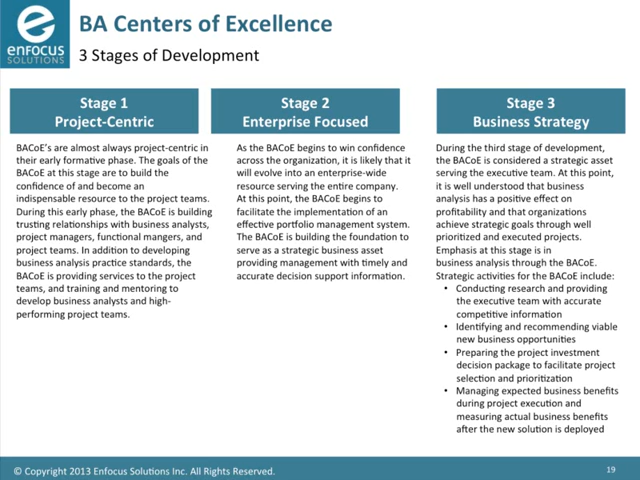 enfocus
SOLUTIONS
BA Centers of Excellence
3 Stages of Development
Stage 1
Project-Centric
BACoE's are almost always project-centric in
their early formative phase. The goals of the
BACoE at this stage are to build the
confidence of and become an
indispensable resource to the project teams.
During this early phase, the BACoE is building
trusting relationships with business analysts,
project managers, functional mangers, and
project teams. In addition to developing
business analysis practice standards, the
BACoE is providing services to the project
teams, and training and mentoring to
develop business analysts and high-
performing project teams.
Stage 2
Enterprise Focused
As the BACoE begins to win confidence
across the organization, it is likely that it
will evolve into an enterprise-wide
resource serving the entire company.
At this point, the BACoE begins to
facilitate the implementation of an
effective portfolio management system.
The BACoE is building the foundation to
serve as a strategic business asset
providing management with timely and
accurate decision support information.
Stage 3
Business Strategy
During the third stage of development,
the BACoE is considered a strategic asset
serving the executive team. At this point,
it is well understood that business
analysis has a positive effect on
profitability and that organizations
achieve strategic goals through well
prioritized and executed projects.
Emphasis at this stage is in
business analysis through the BACoE.
Strategic activities for the BACoE include:
• Conducting research and providing
the executive team with accurate
competitive information
• Identifying and recommending viable
new business opportunities
• Preparing the project investment
decision package to facilitate project
selection and prioritization
• Managing expected business benefits
during project execution and
measuring actual business benefits
after the new solution is deployed
© Copyright 2013 Enfocus Solutions Inc. All Rights Reserved.
19